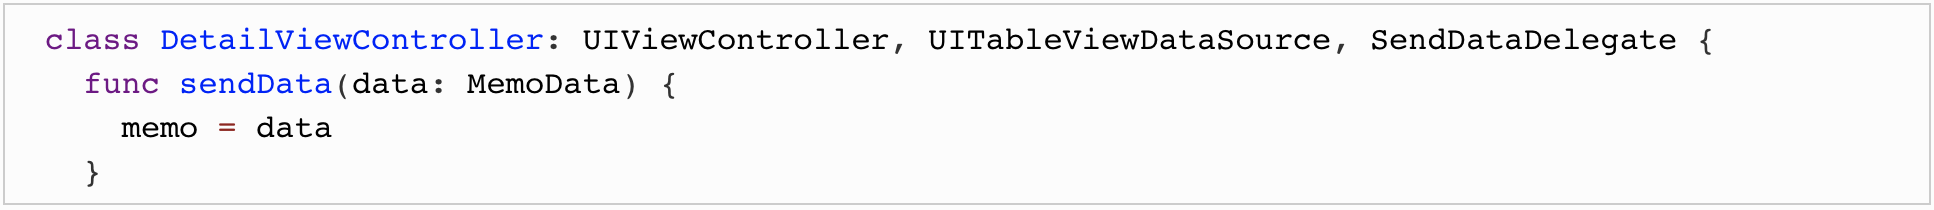 class DetailViewController: UIViewController, UITableViewDataSource, SendDataDelegate {
  func sendData(data: MemoData) {
    memo = data
  }